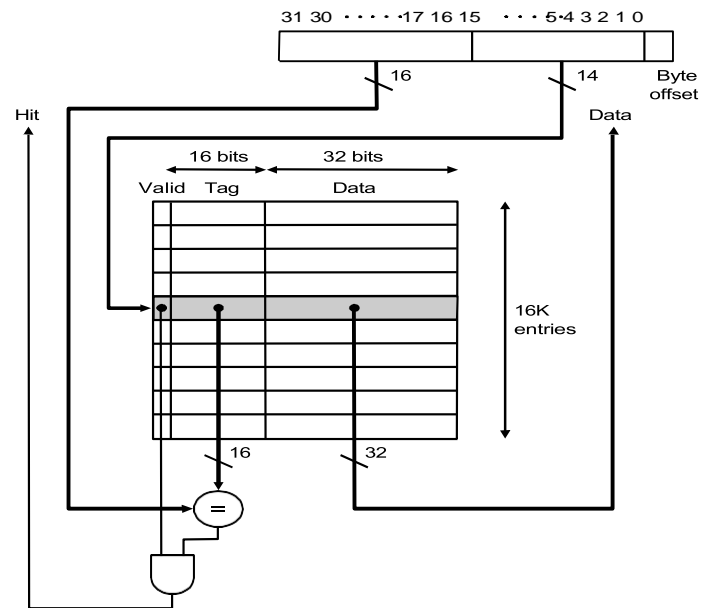 31 30 · · · · · ·17 16 15 · · · · 5·4 3 2 1 0
16
14
Byte
offset
Hit
Data
16 bits
32 bits
Valid
Tag
Data
16K
entries
16
32
=